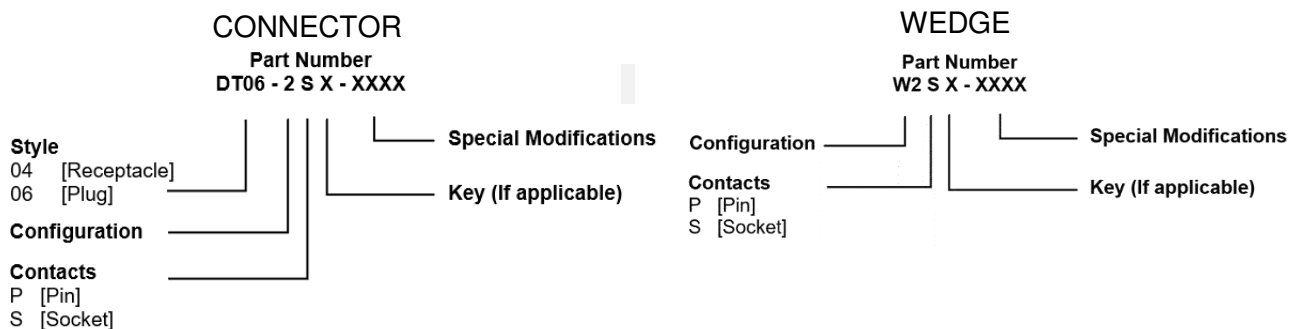 CONNECTOR
Part Number
DT06 - 2 S X - XXXX
Style
04 [Receptacle]
06 [Plug]
Configuration
Contacts
P [Pin]
S [Socket]
Special Modifications
Key (If applicable)
WEDGE
Part Number
W2 S X - XXXX
Configuration
Contacts
P [Pin]
S [Socket]
Special Modifications
Key (If applicable)